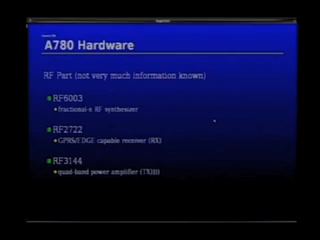 A780 Hardware
RF Part (not very much information known)
RF6003
fractional-n RF synthesizer
RF2722
GPRS/EDGE capable receiver (RX)
RF3144
quad-band power amplifier (TX))))